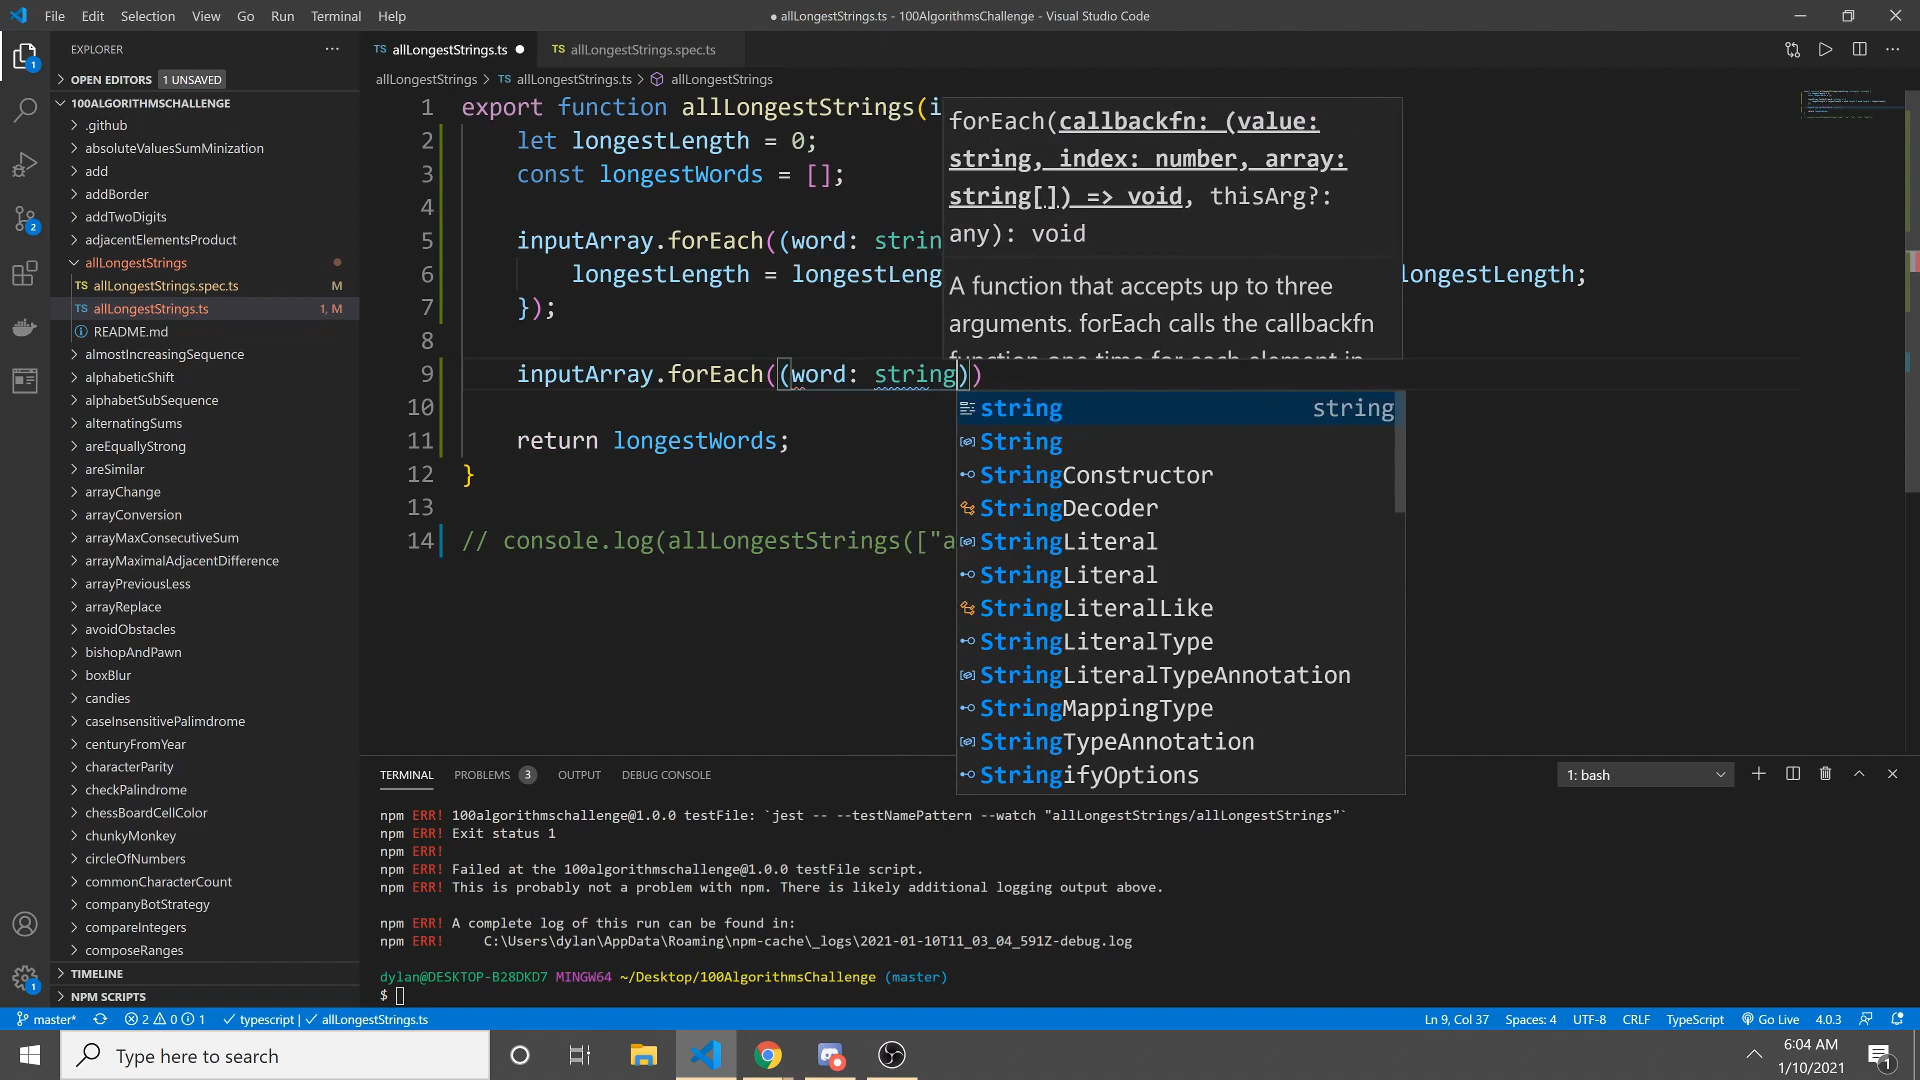 File Edit Selection View Go Run Terminal Help
● allLongestStrings.ts - 100AlgorithmsChallenge - Visual Studio Code
EXPLORER
OPEN EDITORS 1 UNSAVED
100ALGORITHMSCHALLENGE
.github
absoluteValuesSumMinization
add
addBorder
addTwoDigits
adjacentElementsProduct
allLongestStrings
TS allLongestStrings.spec.ts M
TS allLongestStrings.ts 1, M
README.md
almostIncreasingSequence
alphabeticShift
alphabetSubSequence
alternatingSums
areEquallyStrong
areSimilar
arrayChange
arrayConversion
arrayMaxConsecutiveSum
arrayMaximalAdjacentDifference
arrayPreviousLess
arrayReplace
avoidObstacles
bishopAndPawn
boxBlur
candies
caseInsensitivePalimdrome
centuryFromYear
characterParity
checkPalindrome
chessBoardCellColor
chunkyMonkey
circleOfNumbers
commonCharacterCount
companyBotStrategy
compareIntegers
composeRanges
TIMELINE
NPM SCRIPTS
TS allLongestStrings.ts ●
TS allLongestStrings.spec.ts
allLongestStrings > TS allLongestStrings.ts > allLongestStrings
1 export function allLongestStrings(i
2 let longestLength = 0;
3 const longestWords = [];
4
5 inputArray.forEach((word: strin
6 longestLength = longestLeng longestLength;
7 });
8
9 inputArray.forEach((word: string))
10
11 return longestWords;
12 }
13
14 // console.log(allLongestStrings(["a
forEach(callbackfn: (value:
string, index: number, array:
string[]) => void, thisArg?:
any): void
A function that accepts up to three
arguments. forEach calls the callbackfn
function one time for each element in
string string
String
StringConstructor
StringDecoder
StringLiteral
StringLiteral
StringLiteralLike
StringLiteralType
StringLiteralTypeAnnotation
StringMappingType
StringTypeAnnotation
StringifyOptions
TERMINAL PROBLEMS 3 OUTPUT DEBUG CONSOLE
1: bash
npm ERR! 100algorithmschallenge@1.0.0 testFile: `jest -- --testNamePattern --watch "allLongestStrings/allLongestStrings"`
npm ERR! Exit status 1
npm ERR!
npm ERR! Failed at the 100algorithmschallenge@1.0.0 testFile script.
npm ERR! This is probably not a problem with npm. There is likely additional logging output above.
npm ERR! A complete log of this run can be found in:
npm ERR! C:\Users\dylan\AppData\Roaming\npm-cache\_logs\2021-01-10T11_03_04_591Z-debug.log
dylan@DESKTOP-B28DKD7 MINGW64 ~/Desktop/100AlgorithmsChallenge (master)
$
master* 2 0 1 typescript | allLongestStrings.ts
Ln 9, Col 37 Spaces: 4 UTF-8 CRLF TypeScript Go Live 4.0.3
Type here to search
6:04 AM
1/10/2021
1